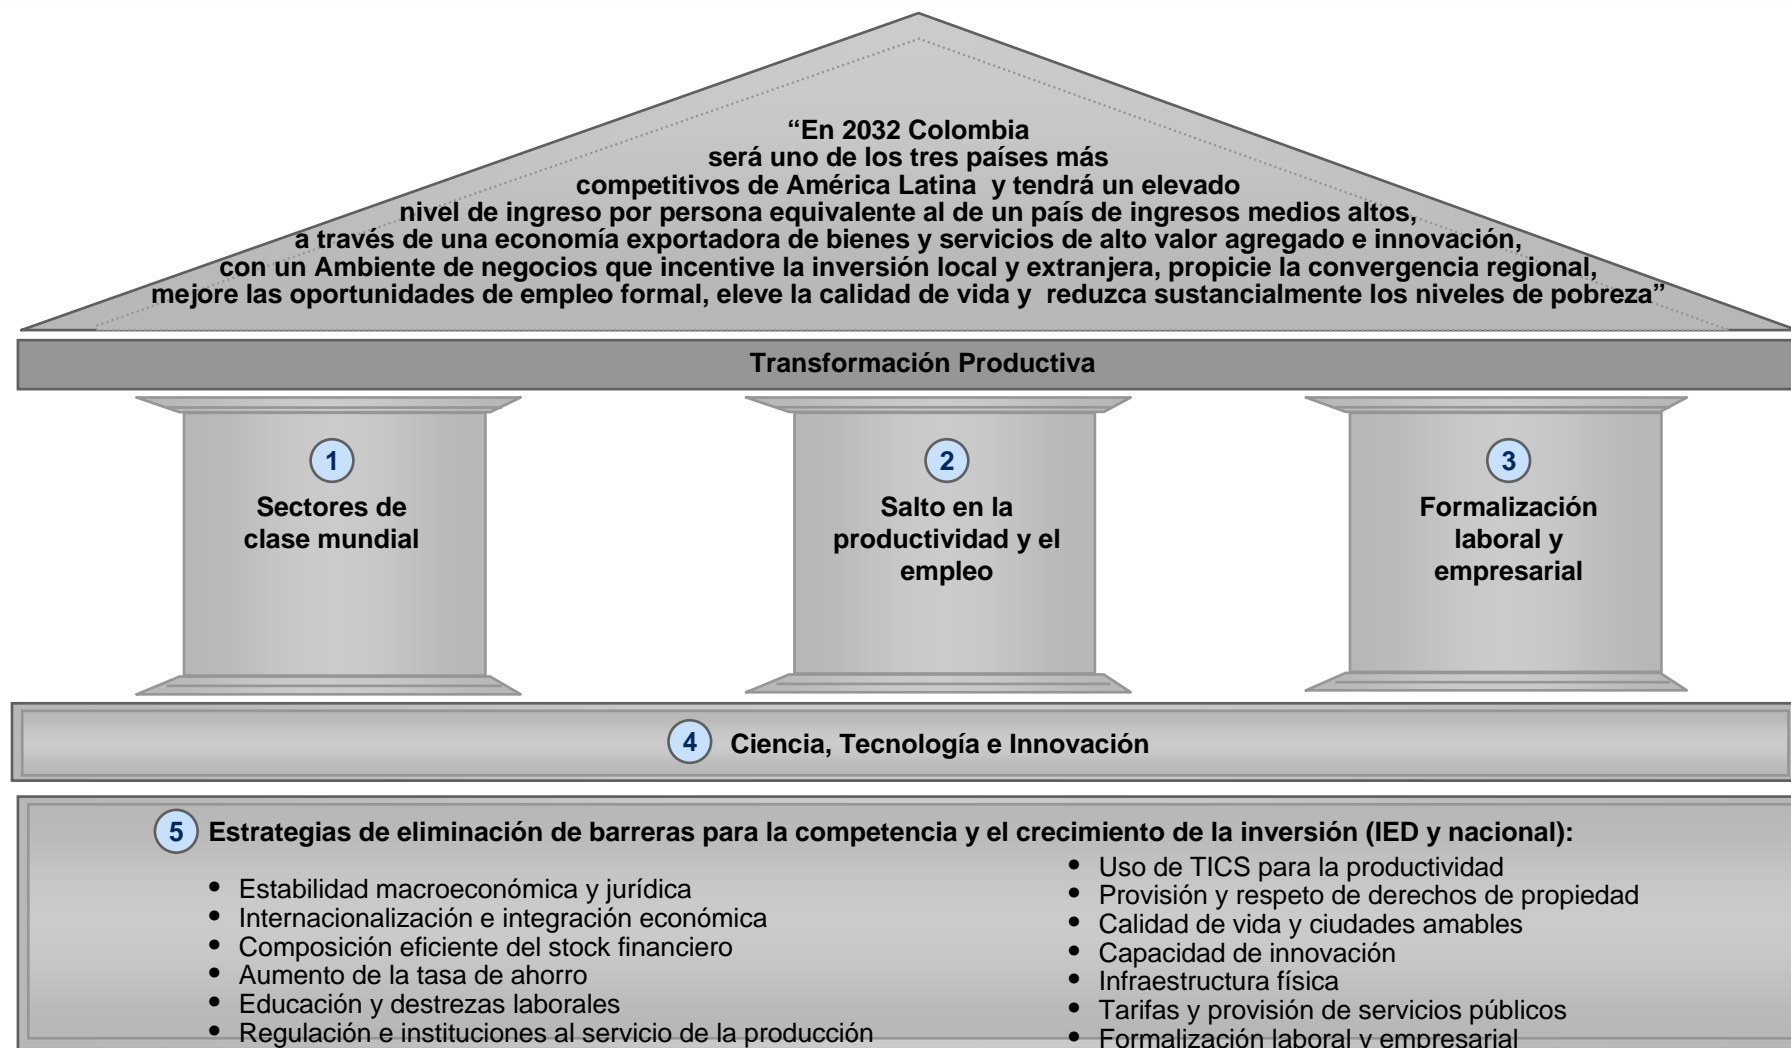 “En 2032 Colombia
será uno de los tres países más
competitivos de América Latina y tendrá un elevado
nivel de ingreso por persona equivalente al de un país de ingresos medios altos,
a través de una economía exportadora de bienes y servicios de alto valor agregado e innovación,
con un Ambiente de negocios que incentive la inversión local y extranjera, propicie la convergencia regional,
mejore las oportunidades de empleo formal, eleve la calidad de vida y reduzca sustancialmente los niveles de pobreza”
Transformación Productiva
1
Sectores de
clase mundial
2
Salto en la
productividad y el
empleo
3
Formalización
laboral y
empresarial
4 Ciencia, Tecnología e Innovación
5 Estrategias de eliminación de barreras para la competencia y el crecimiento de la inversión (IED y nacional):
• Estabilidad macroeconómica y jurídica
• Internacionalización e integración económica
• Composición eficiente del stock financiero
• Aumento de la tasa de ahorro
• Educación y destrezas laborales
• Regulación e instituciones al servicio de la producción
• Uso de TICS para la productividad
• Provisión y respeto de derechos de propiedad
• Calidad de vida y ciudades amables
• Capacidad de innovación
• Infraestructura física
• Tarifas y provisión de servicios públicos
• Formalización laboral y empresarial